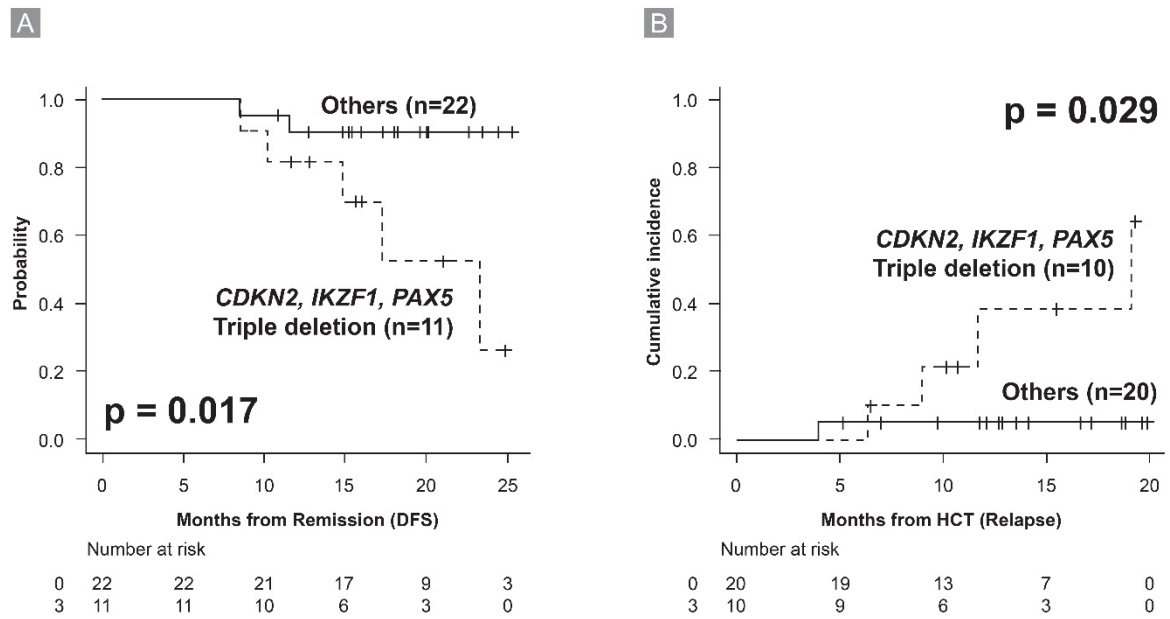 A
Probability
1.0
0.8
0.6
0.4
0.2
0.0
Others (n=22)
CDKN2, IKZF1, PAX5
Triple deletion (n=11)
p = 0.017
0 5 10 15 20 25
Months from Remission (DFS)
Number at risk
0 22 22 21 17 9 3
3 11 11 10 6 3 0
B
Cumulative incidence
1.0
0.8
0.6
0.4
0.2
0.0
p = 0.029
CDKN2, IKZF1, PAX5
Triple deletion (n=10)
Others (n=20)
0 5 10 15 20
Months from HCT (Relapse)
Number at risk
0 20 19 13 7 0
3 10 9 6 3 0